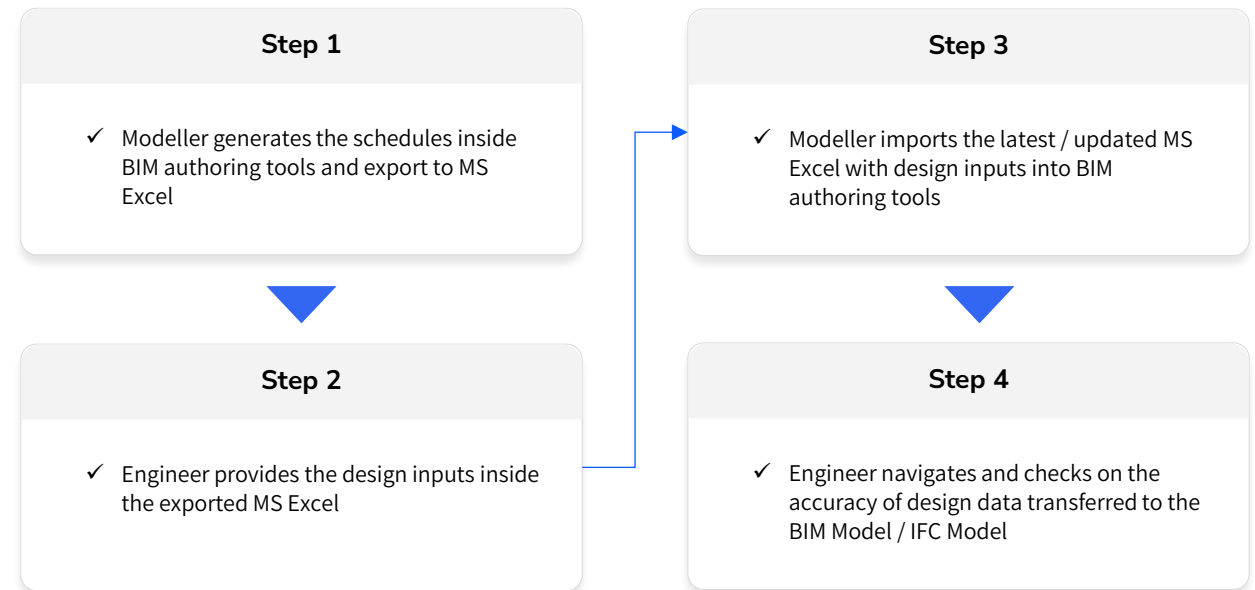 Step 1
✓ Modeller generates the schedules inside
BIM authoring tools and export to MS
Excel
Step 2
✓ Engineer provides the design inputs inside
the exported MS Excel
Step 3
✓ Modeller imports the latest / updated MS
Excel with design inputs into BIM
authoring tools
Step 4
✓ Engineer navigates and checks on the
accuracy of design data transferred to the
BIM Model / IFC Model